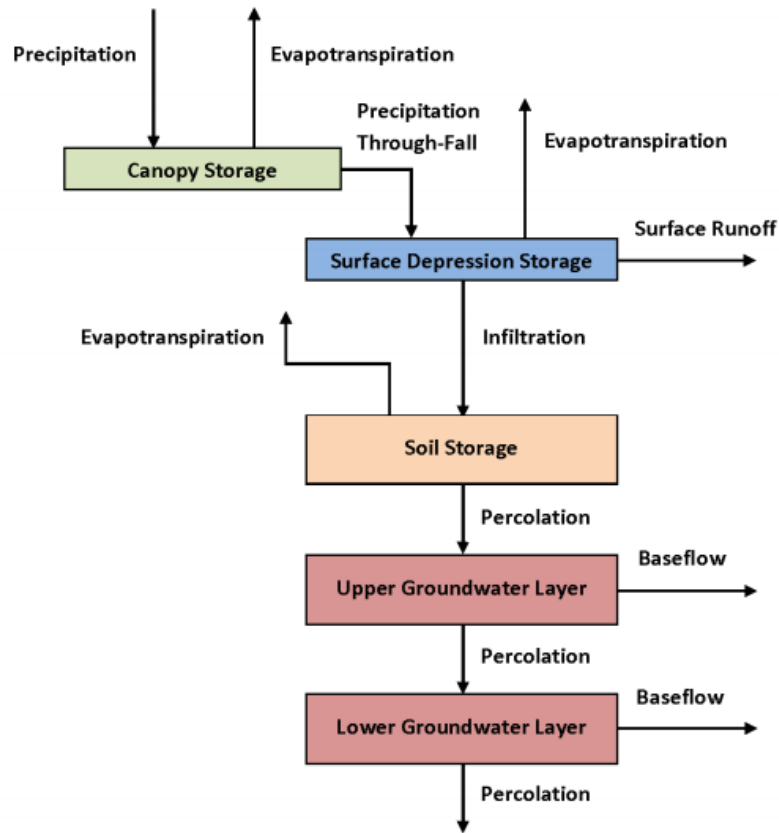 Precipitation
Evapotranspiration
Precipitation
Through-Fall
Evapotranspiration
Canopy Storage
Surface Runoff
Surface Depression Storage
Evapotranspiration
Infiltration
Soil Storage
Percolation
Baseflow
Upper Groundwater Layer
Percolation
Baseflow
Lower Groundwater Layer
Percolation